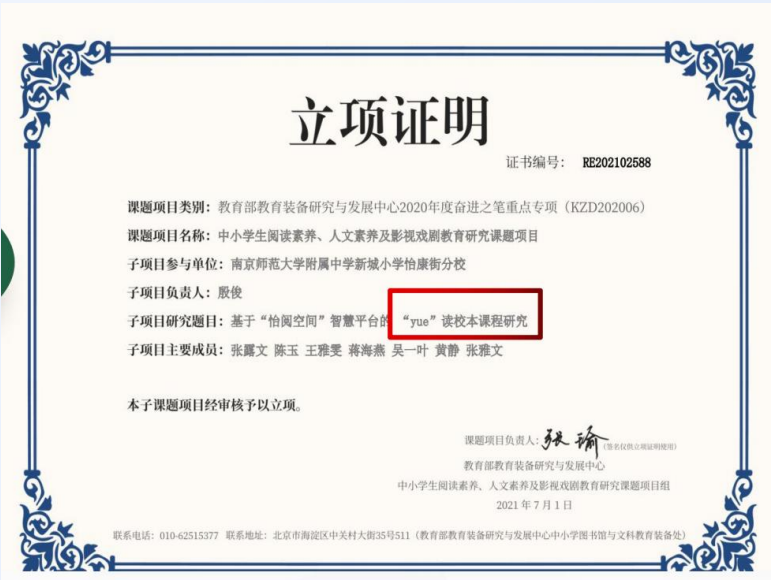 立项证明
证书编号： RE202102588
课题项目类别：教育部教育装备研究与发展中心2020年度奋进之笔重点专项（KZD202006）
课题项目名称：中小学生阅读素养、人文素养及影视戏剧教育研究课题项目
子项目参与单位：南京师范大学附属中学新城小学怡康街分校
子项目负责人：殷俊
子项目研究题目：基于“怡阅空间”智慧平台的 “yue”读校本课程研究
子项目主要成员：张露文 陈玉 王雅雯 蒋海燕 吴一叶 黄静 张雅文
本子课题项目经审核予以立项。
课题项目负责人：张瑜（签名仅供立项证明使用）
教育部教育装备研究与发展中心
中小学生阅读素养、人文素养及影视戏剧教育研究课题项目组
2021年7月1日
联系电话：010-62515377 联系地址：北京市海淀区中关村大街35号511（教育部教育装备研究与发展中心中小学图书馆与文科教育装备处）